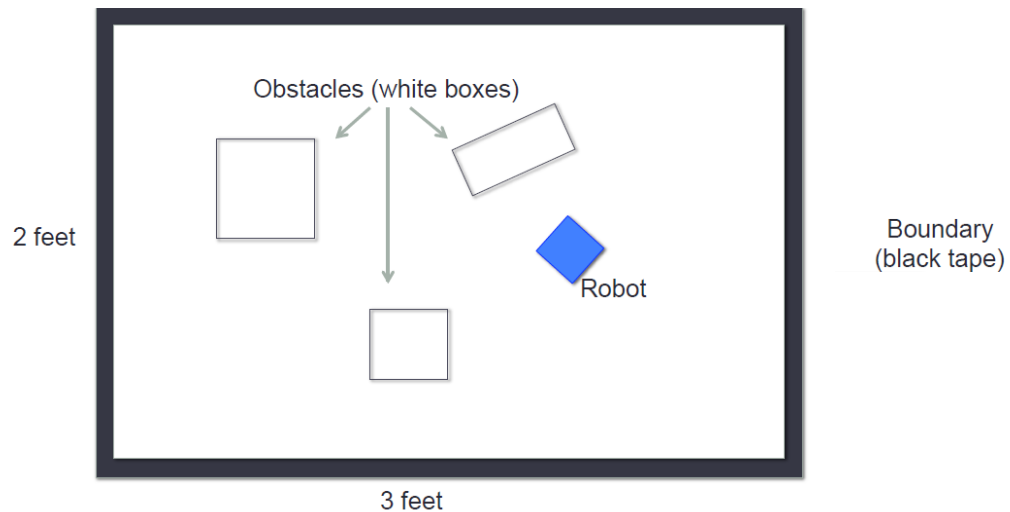 Obstacles (white boxes)
2 feet
Boundary
(black tape)
Robot
3 feet